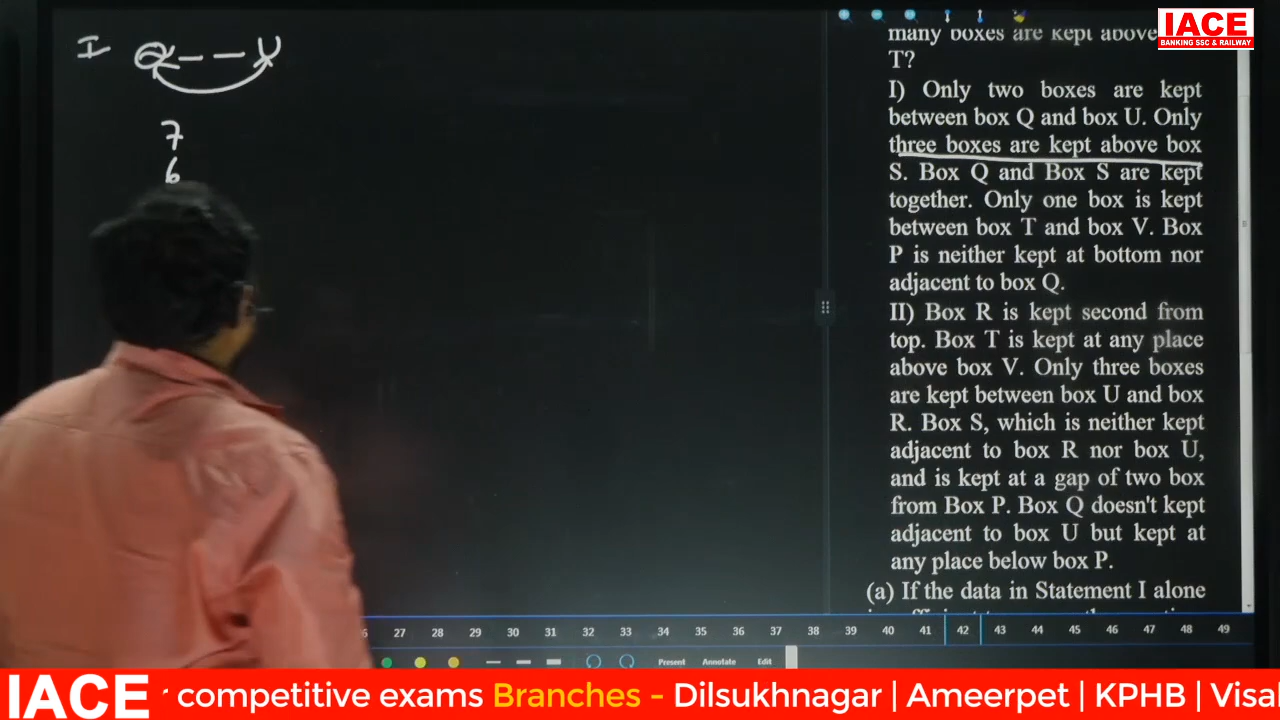 I Q - - U
7
6
IACE
BANKING SSC & RAILWAY
many boxes are kept above
T?
I) Only two boxes are kept
between box Q and box U. Only
three boxes are kept above box
S. Box Q and Box S are kept
together. Only one box is kept
between box T and box V. Box
P is neither kept at bottom nor
adjacent to box Q.
II) Box R is kept second from
top. Box T is kept at any place
above box V. Only three boxes
are kept between box U and box
R. Box S, which is neither kept
adjacent to box R nor box U,
and is kept at a gap of two box
from Box P. Box Q doesn't kept
adjacent to box U but kept at
any place below box P.
(a) If the data in Statement I alone
27 28 29 30 31 32 33 34 35 36 37 38 39 40 41 42 43 44 45 46 47 48 49
Present Annotate Edit
IACE competitive exams Branches - Dilsukhnagar | Ameerpet | KPHB |